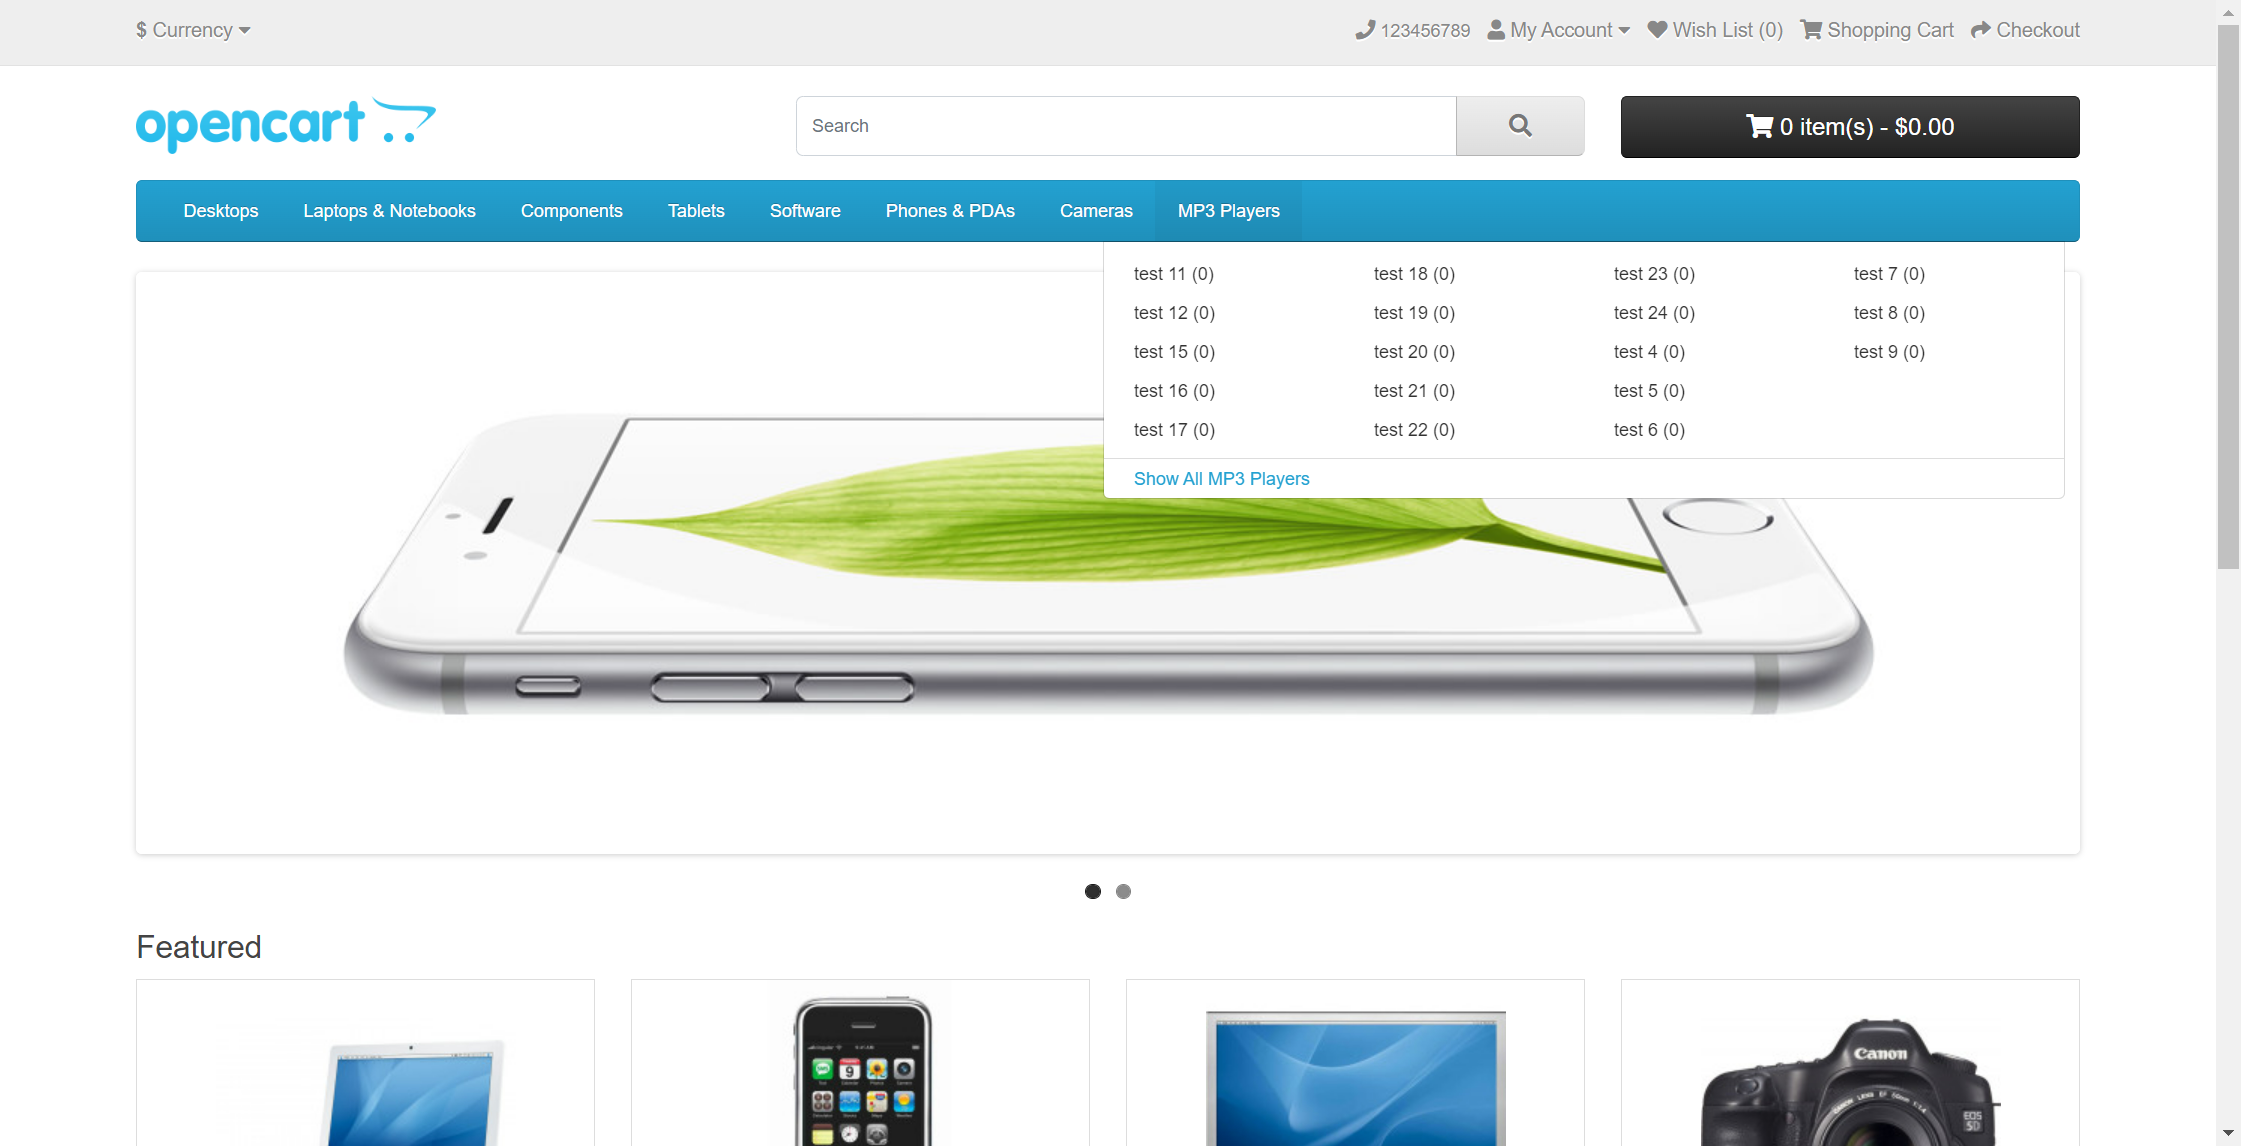 $ Currency
123456789 My Account Wish List (0) Shopping Cart Checkout
opencart
Search
0 item(s) - $0.00
Desktops Laptops & Notebooks Components Tablets Software Phones & PDAs Cameras MP3 Players
test 11 (0) test 18 (0) test 23 (0) test 7 (0)
test 12 (0) test 19 (0) test 24 (0) test 8 (0)
test 15 (0) test 20 (0) test 4 (0) test 9 (0)
test 16 (0) test 21 (0) test 5 (0)
test 17 (0) test 22 (0) test 6 (0)
Show All MP3 Players
Featured
9
Canon
EOS
5D